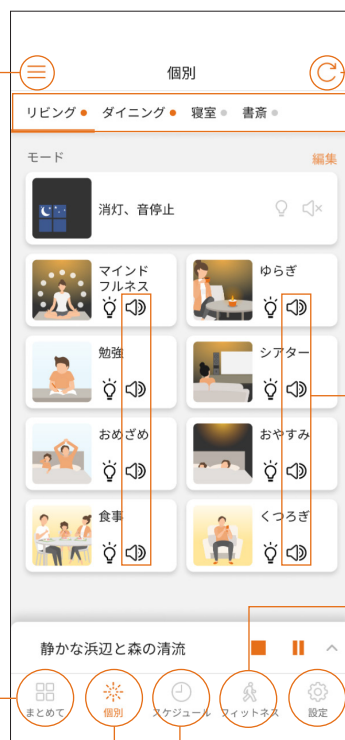 個別
リビング ダイニング 寝室 書斎
モード 編集
消灯、音停止
マインド
フルネス
ゆらぎ
勉強
シアター
おめざめ
おやすみ
食事
くつろぎ
静かな浜辺と森の清流
まとめて 個別 スケジュール フィットネス 設定